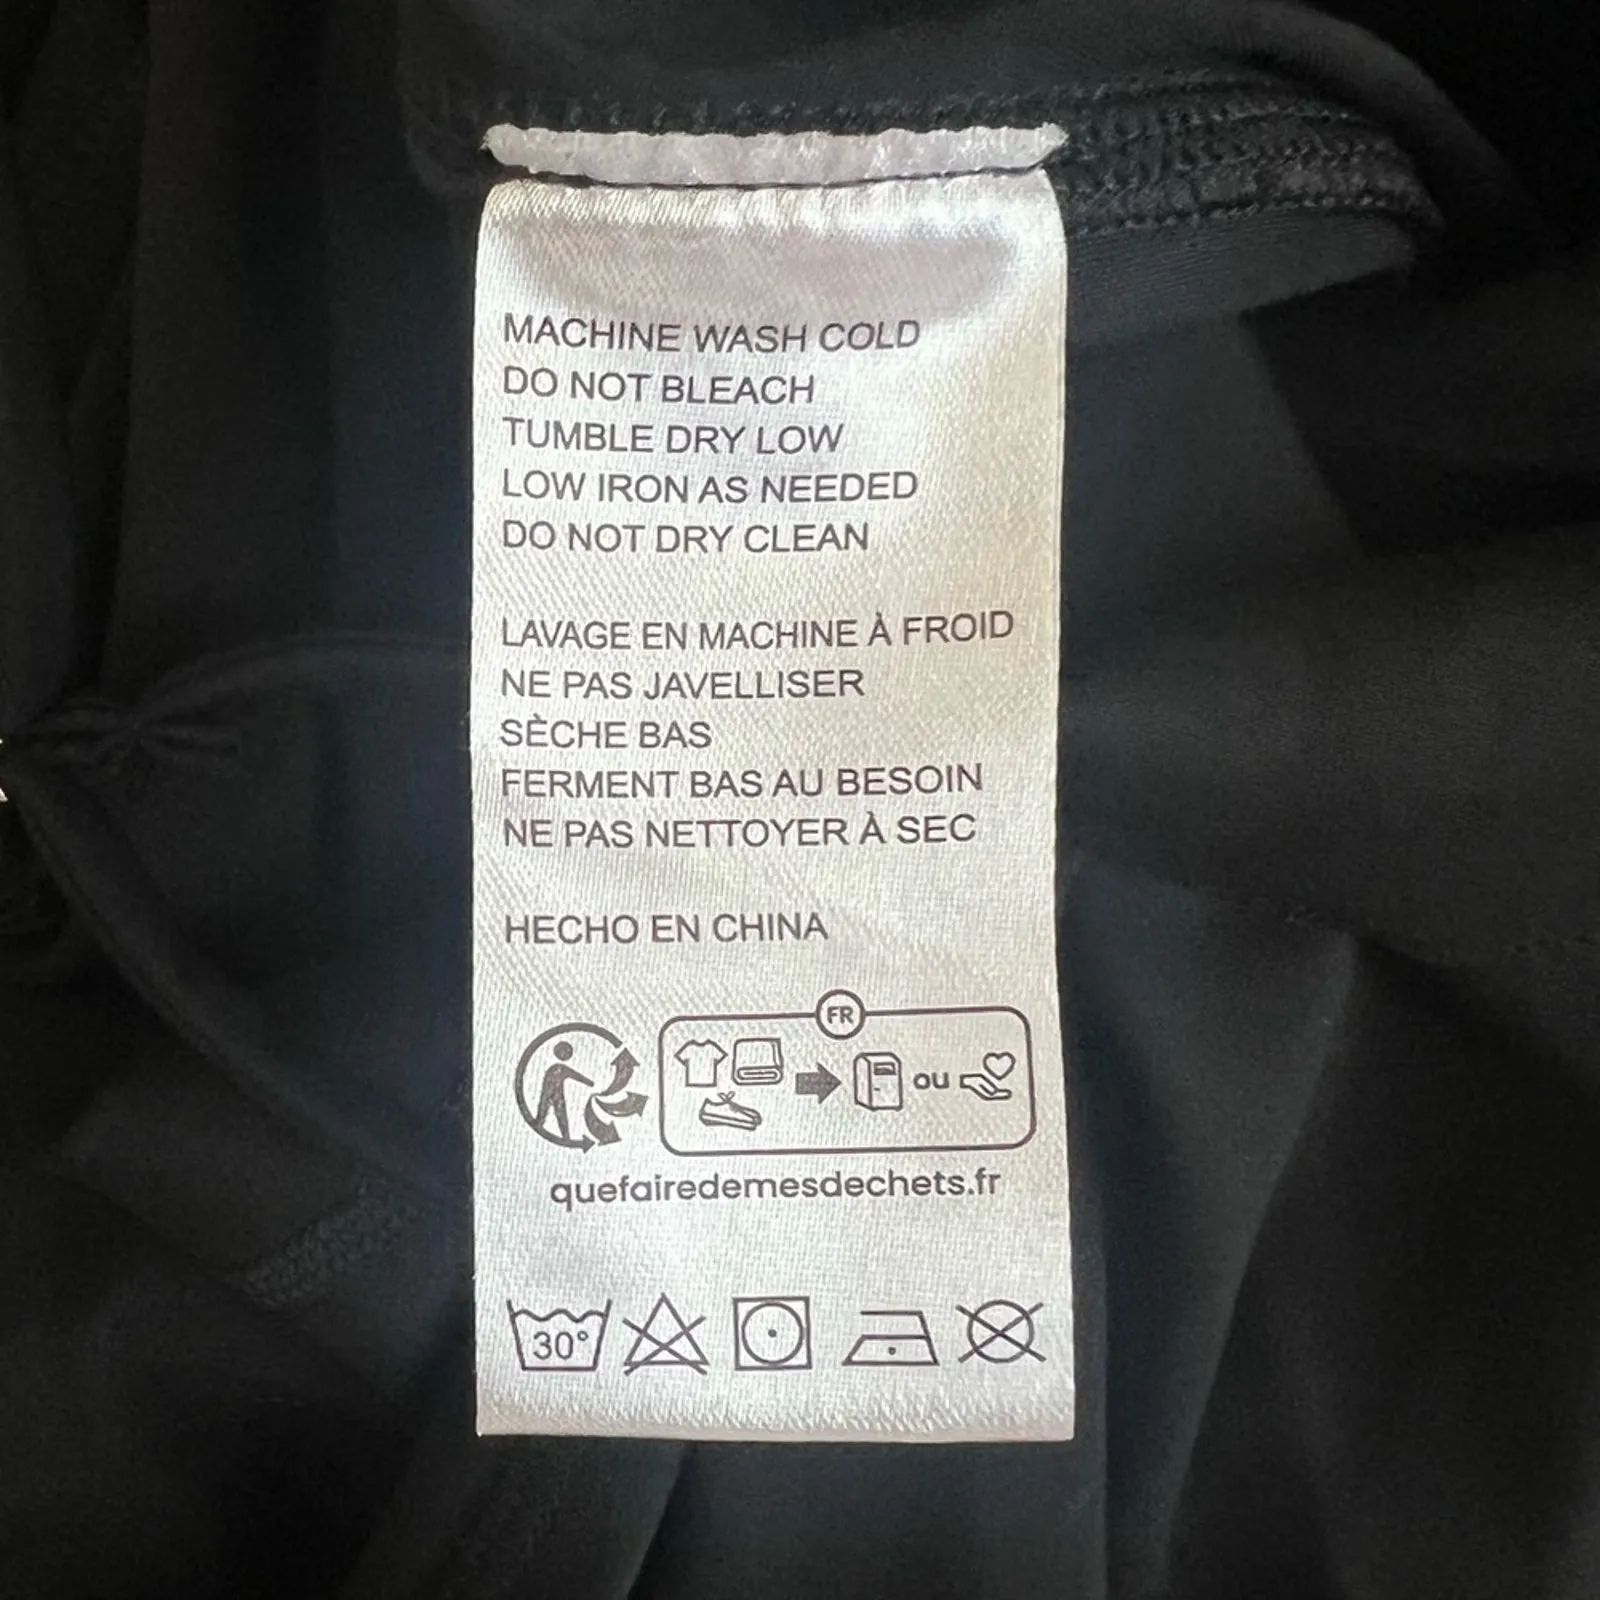 MACHINE WASH COLD
DO NOT BLEACH
TUMBLE DRY LOW
LOW IRON AS NEEDED
DO NOT DRY CLEAN
LAVAGE EN MACHINE À FROID
NE PAS JAVELLISER
SÈCHE BAS
FERMENT BAS AU BESOIN
NE PAS NETTOYER À SEC
HECHO EN CHINA
FR
ou
quefairedemesdechets.fr
30°